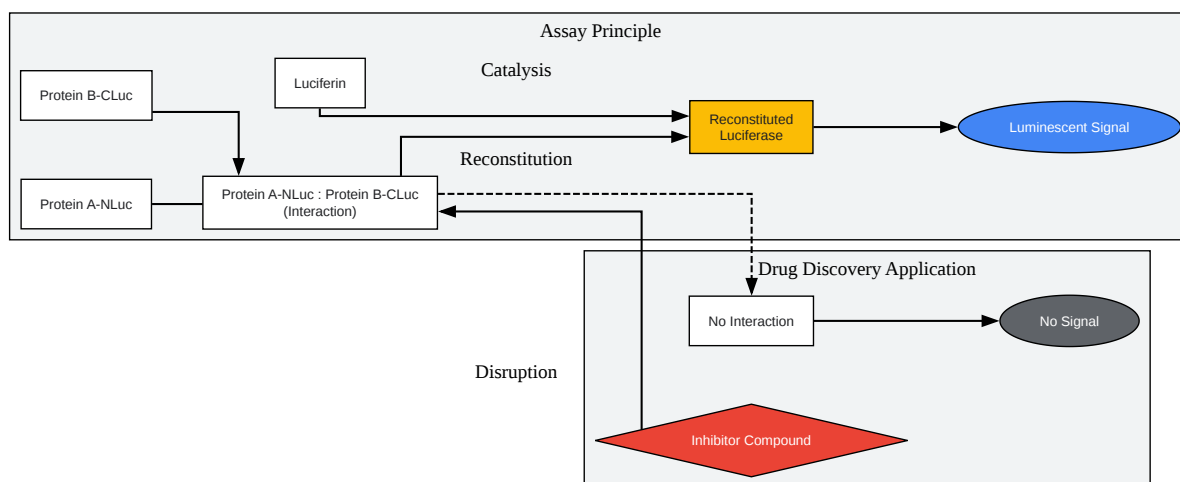 Assay Principle
Catalysis
Luciferin
Protein B-CLuc
Reconstituted
Luciferase
Luminescent Signal
Reconstitution
Protein A-NLuc
Protein A-NLuc : Protein B-CLuc
(Interaction)
Drug Discovery Application
No Interaction
No Signal
Disruption
Inhibitor Compound